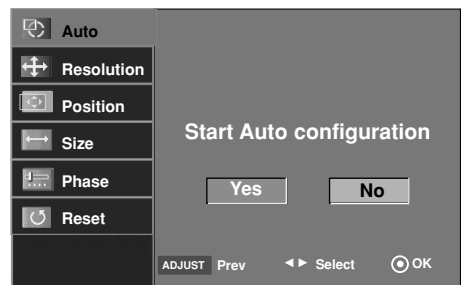 Auto
Resolution
Position
Size
Phase
Reset
Start Auto configuration
Yes No
ADJUST Prev ◄► Select OK